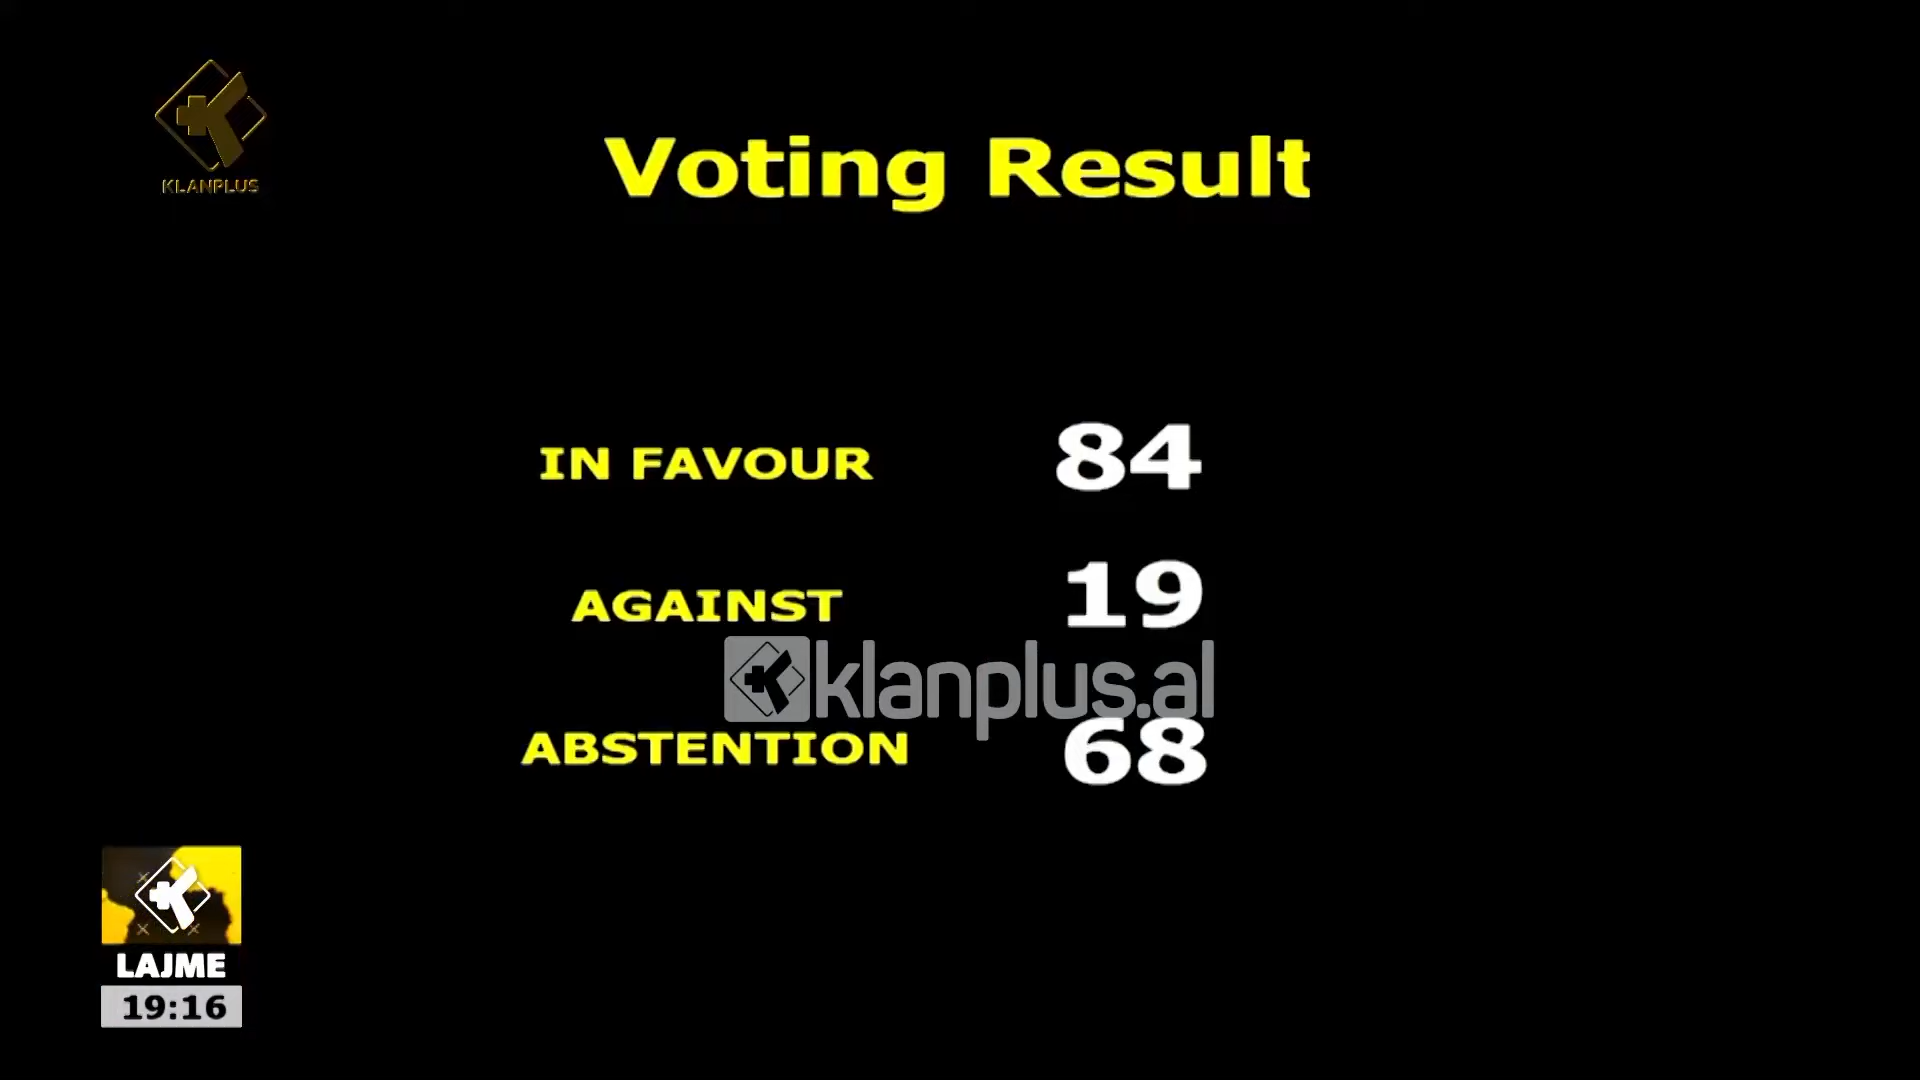 KLANPLUS
Voting Result
IN FAVOUR 84
AGAINST 19
klanplus.al
ABSTENTION 68
LAJME
19:16